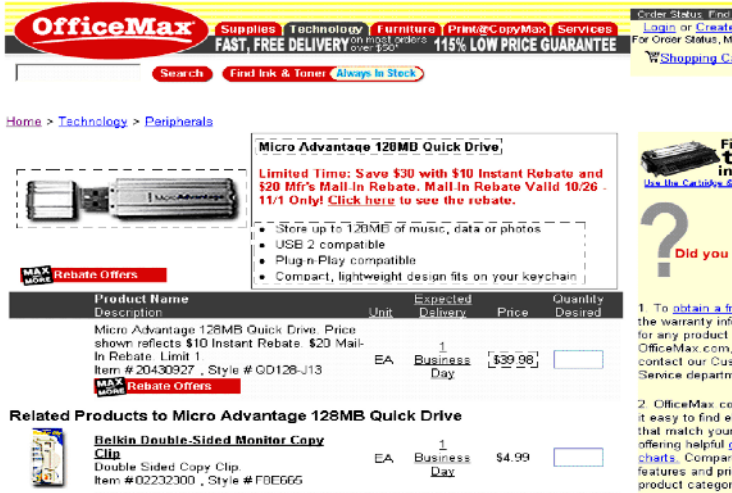 OfficeMax
Supplies Technology Furniture Print@CopyMax Services
FAST, FREE DELIVERY on most orders over $50* 115% LOW PRICE GUARANTEE
Order Status Find
Login or Create
For Order Status, M
Shopping Ca
Search Find Ink & Toner Always In Stock
Home > Technology > Peripherals
Micro Advantage 128MB Quick Drive
Limited Time: Save $30 with $10 Instant Rebate and
$20 Mfr's Mail-In Rebate. Mail-In Rebate Valid 10/26 -
11/1 Only! Click here to see the rebate.
Store up to 128MB of music, data or photos
USB 2 compatible
Plug-n-Play compatible
Compact, lightweight design fits on your keychain
MicroAdvantage
MAX MORE Rebate Offers
Fi
t
in
Use the Cartridge &
?
Did you
Product Name
Description Unit Expected Delivery Price Quantity Desired
Micro Advantage 128MB Quick Drive. Price
shown reflects $10 Instant Rebate. $20 Mail-
In Rebate. Limit 1.
Item # 20430927 , Style # QD128-J13
EA 1 Business Day $39.98
MAX MORE Rebate Offers
Related Products to Micro Advantage 128MB Quick Drive
Belkin Double-Sided Monitor Copy
Clip
Double Sided Copy Clip.
Item # 02232300 , Style # F8E665
EA 1 Business Day $4.99
1. To obtain a fr
the warranty info
for any product
OfficeMax.com,
contact our Cus
Service departm
2. OfficeMax.co
it easy to find e
that match your
offering helpful g
charts. Compar
features and pri
product categor